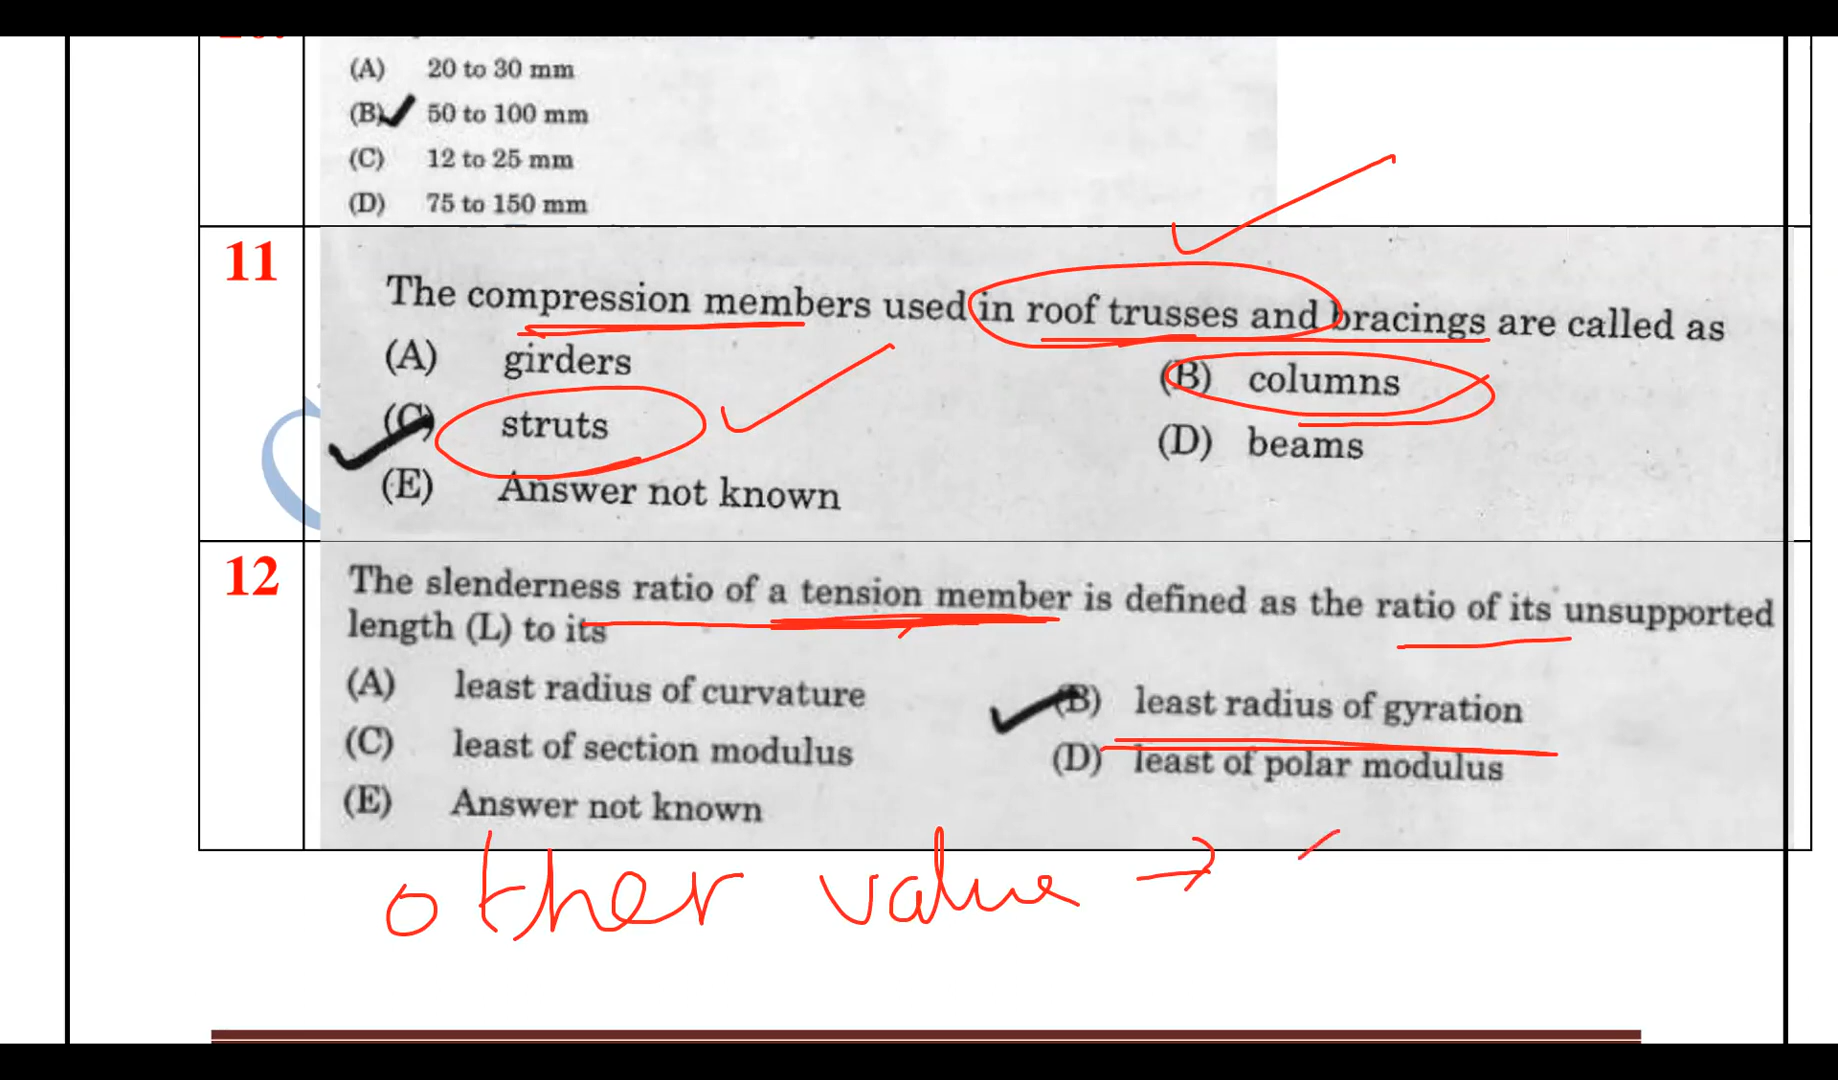 (A) 20 to 30 mm
(B) 50 to 100 mm
(C) 12 to 25 mm
(D) 75 to 150 mm
11
The compression members used in roof trusses and bracings are called as
(A) girders
(B) columns
(C) struts
(D) beams
(E) Answer not known
12
The slenderness ratio of a tension member is defined as the ratio of its unsupported
length (L) to its
(A) least radius of curvature
(B) least radius of gyration
(C) least of section modulus
(D) least of polar modulus
(E) Answer not known
other value →